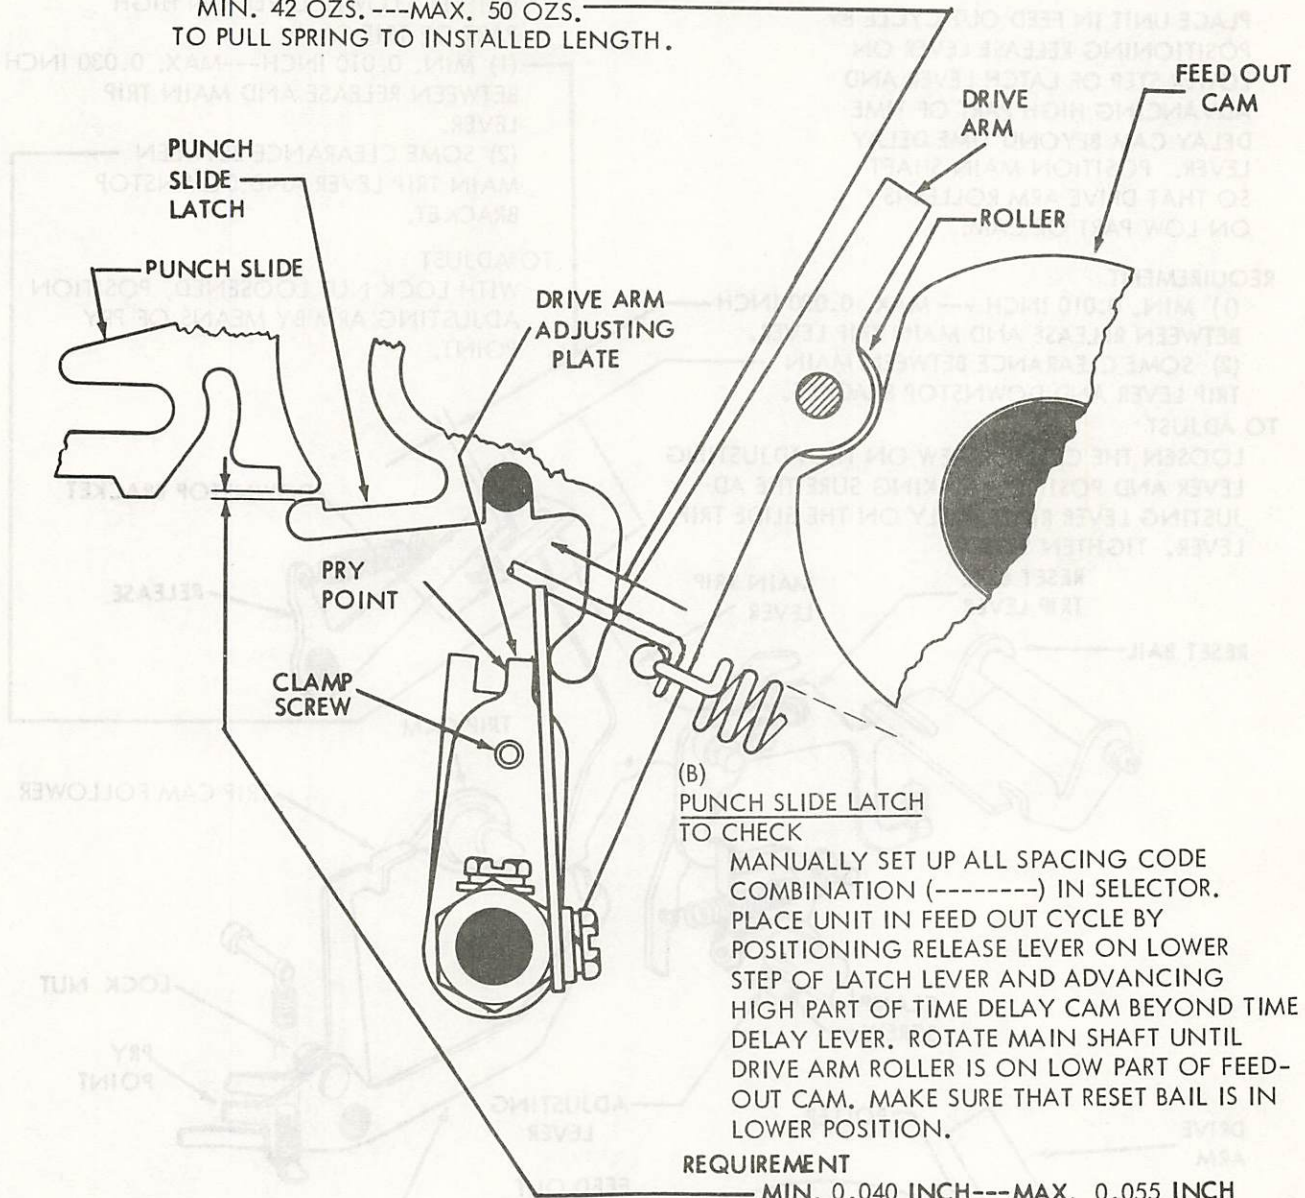 MIN. 42 OZS.---MAX. 50 OZS.
TO PULL SPRING TO INSTALLED LENGTH.
FEED OUT
CAM
DRIVE
ARM
PUNCH
SLIDE
LATCH
ROLLER
PUNCH SLIDE
DRIVE ARM
ADJUSTING
PLATE
PRY
POINT
CLAMP
SCREW
(B)
PUNCH SLIDE LATCH
TO CHECK
MANUALLY SET UP ALL SPACING CODE
COMBINATION (--------) IN SELECTOR.
PLACE UNIT IN FEED OUT CYCLE BY
POSITIONING RELEASE LEVER ON LOWER
STEP OF LATCH LEVER AND ADVANCING
HIGH PART OF TIME DELAY CAM BEYOND TIME
DELAY LEVER. ROTATE MAIN SHAFT UNTIL
DRIVE ARM ROLLER IS ON LOW PART OF FEED-
OUT CAM. MAKE SURE THAT RESET BAIL IS IN
LOWER POSITION.
REQUIREMENT
MIN. 0.040 INCH---MAX. 0.055 INCH